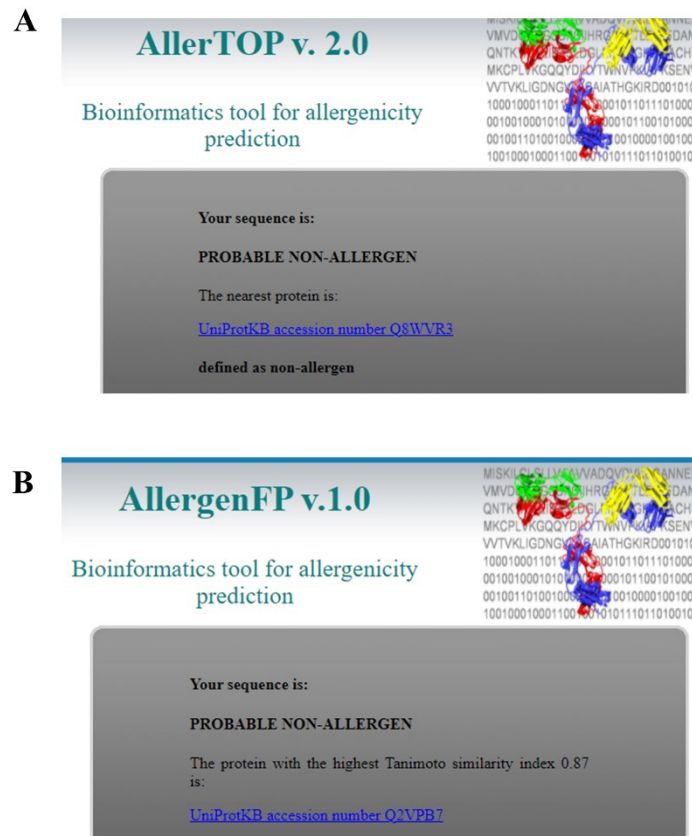 A
AllerTOP v. 2.0
Bioinformatics tool for allergenicity
prediction
Your sequence is:
PROBABLE NON-ALLERGEN
The nearest protein is:
UniProtKB accession number Q8WVR3
defined as non-allergen
B
AllergenFP v.1.0
Bioinformatics tool for allergenicity
prediction
Your sequence is:
PROBABLE NON-ALLERGEN
The protein with the highest Tanimoto similarity index 0.87
is:
UniProtKB accession number Q2VPB7